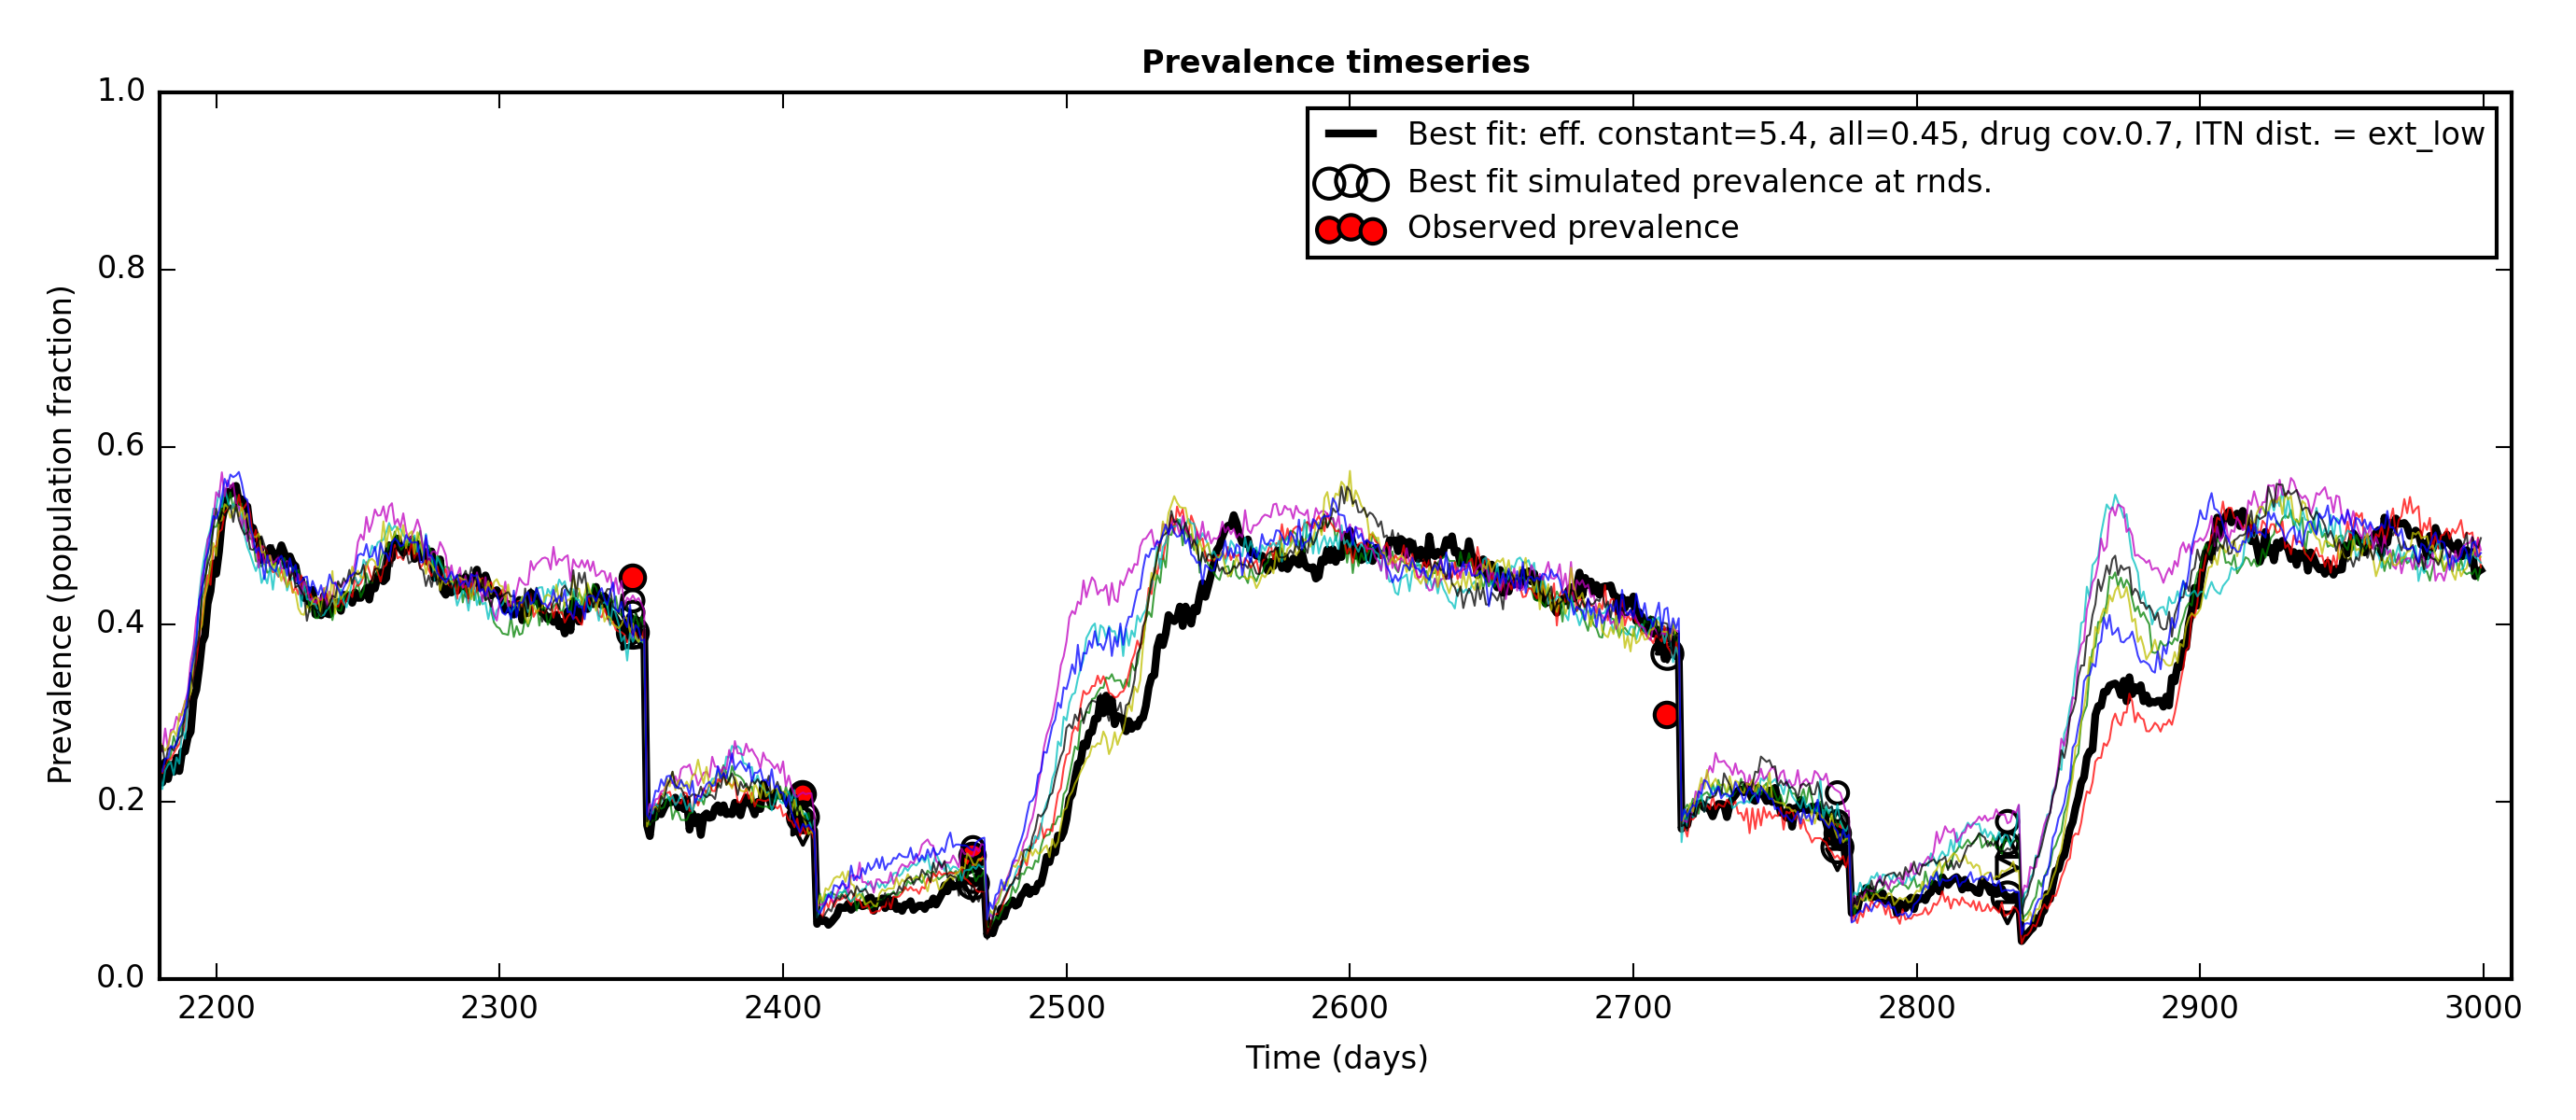 Prevalence timeseries
1.0
0.8
0.6
0.4
0.2
0.0
Prevalence (population fraction)
Best fit: eff. constant=5.4, all=0.45, drug cov.0.7, ITN dist. = ext_low
Best fit simulated prevalence at rnds.
Observed prevalence
2200 2300 2400 2500 2600 2700 2800 2900 3000
Time (days)